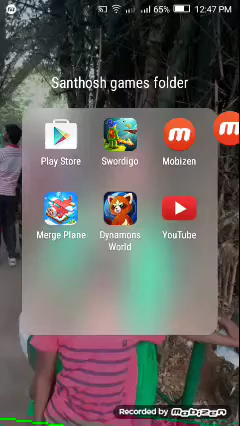 65% 12:47 PM
Santhosh games folder
Play Store Swordigo Mobizen
Merge Plane Dynamons World YouTube
Recorded by mobizen